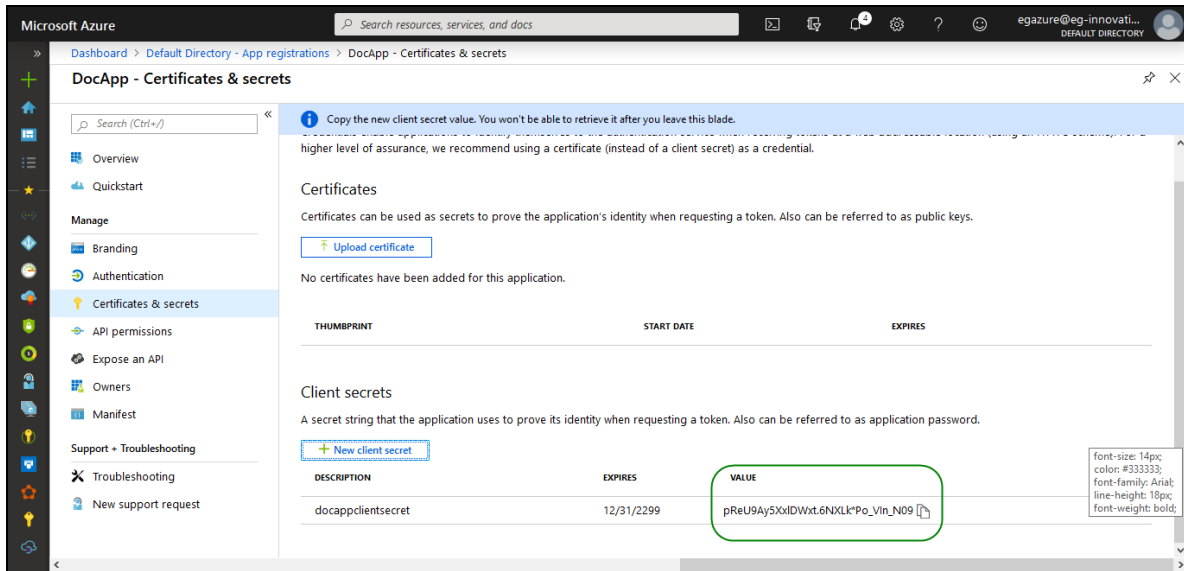 Microsoft Azure
Search resources, services, and docs
4
egazure@eg-innovati...
DEFAULT DIRECTORY
Dashboard > Default Directory - App registrations > DocApp - Certificates & secrets
DocApp - Certificates & secrets
Search (Ctrl+/)
Overview
Quickstart
Manage
Branding
Authentication
Certificates & secrets
API permissions
Expose an API
Owners
Manifest
Support + Troubleshooting
Troubleshooting
New support request
Copy the new client secret value. You won't be able to retrieve it after you leave this blade.
higher level of assurance, we recommend using a certificate (instead of a client secret) as a credential.
Certificates
Certificates can be used as secrets to prove the application's identity when requesting a token. Also can be referred to as public keys.
Upload certificate
No certificates have been added for this application.
THUMBPRINT START DATE EXPIRES
Client secrets
A secret string that the application uses to prove its identity when requesting a token. Also can be referred to as application password.
+ New client secret
DESCRIPTION EXPIRES VALUE
docappclientsecret 12/31/2299 pReU9Ay5XxlDWxt.6NXLk*Po_VIn_N09
font-size: 14px;
color: #333333;
font-family: Arial;
line-height: 18px;
font-weight: bold;